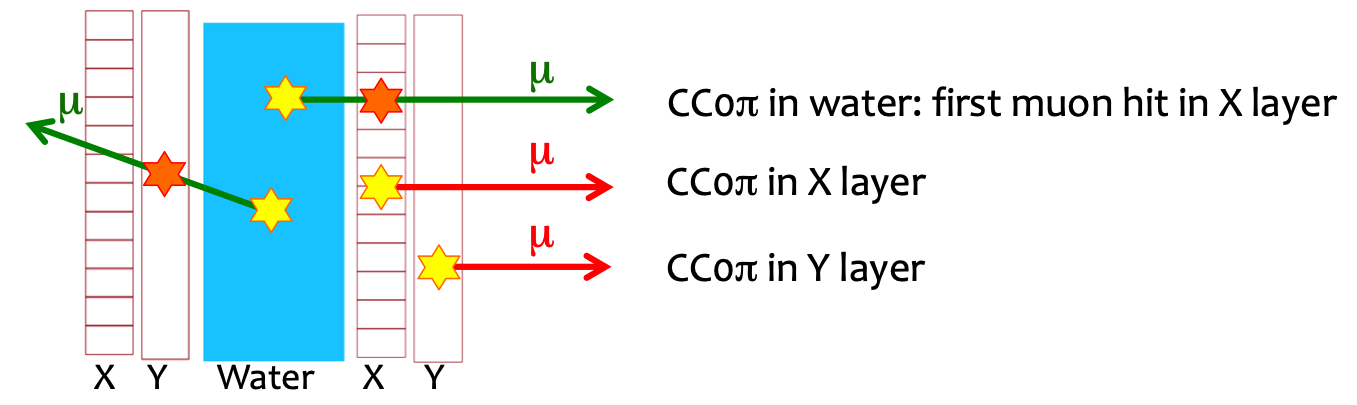 μ
μ
CC0π in water: first muon hit in X layer
μ
CC0π in X layer
μ
CC0π in Y layer
X Y Water X Y